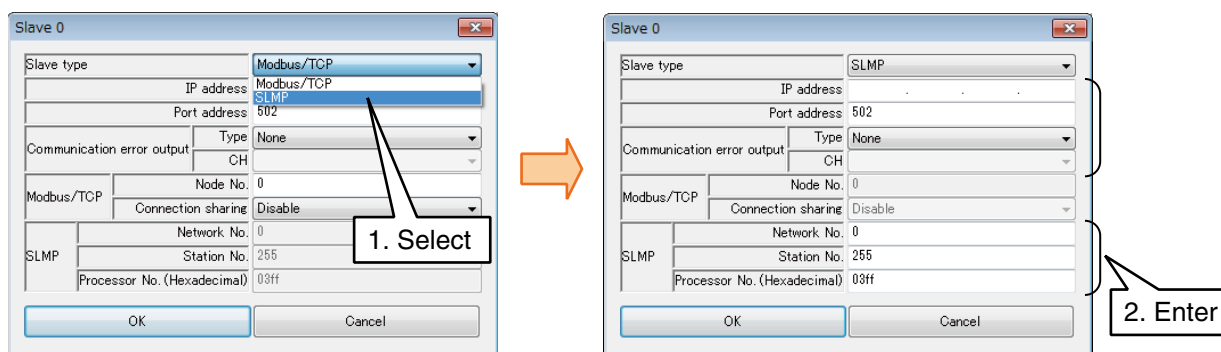 Slave 0
Slave type Modbus/TCP
Modbus/TCP
IP address
SLMP
Port address 502
Communication error output Type None
CH
Modbus/TCP Node No. 0
Connection sharing Disable
SLMP Network No. 0
Station No. 255
Processor No. (Hexadecimal) 03ff
OK Cancel
1. Select
Slave 0
Slave type SLMP
IP address . . .
Port address 502
Communication error output Type None
CH
Modbus/TCP Node No. 0
Connection sharing Disable
SLMP Network No. 0
Station No. 255
Processor No. (Hexadecimal) 03ff
OK Cancel
2. Enter